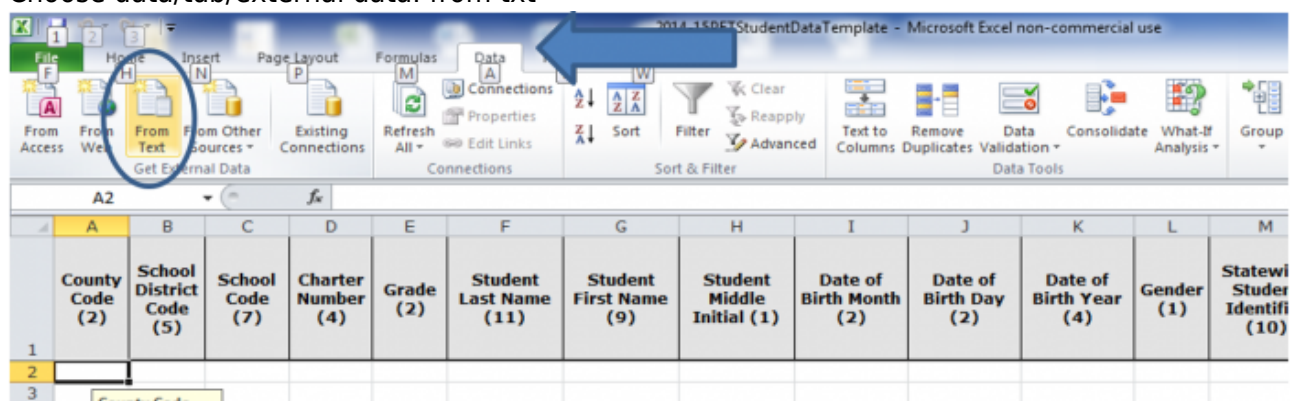 Choose data/tab/external data: from txt
1 2 3
2014-15PFTStudentDataTemplate - Microsoft Excel non-commercial use
File Home Insert Page Layout Formulas Data
F H N P M A W
From Access
From Web
From Text
From Other Sources
Existing Connections
Get External Data
Refresh All
Connections
Properties
Edit Links
Connections
A Z
Z A
Sort
Filter
Clear
Reapply
Advanced
Sort & Filter
Text to Columns
Remove Duplicates
Data Validation
Consolidate
What-If Analysis
Data Tools
Group
A2
fx
A B C D E F G H I J K L M
County Code (2)
School District Code (5)
School Code (7)
Charter Number (4)
Grade (2)
Student Last Name (11)
Student First Name (9)
Student Middle Initial (1)
Date of Birth Month (2)
Date of Birth Day (2)
Date of Birth Year (4)
Gender (1)
(10)
1
2
3